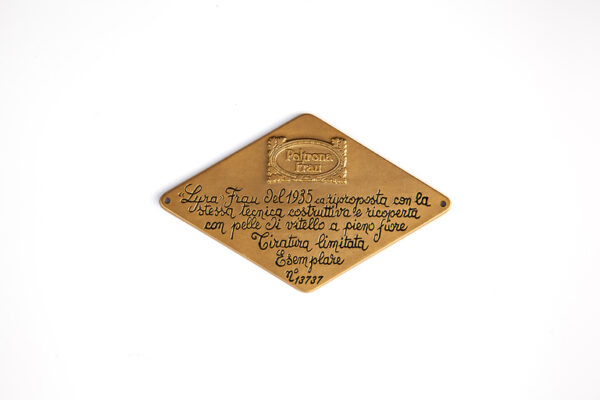 Poltrona
Frau
"Lyra" Frau del 1935 ca riproposta con la
stessa tecnica costruttiva e ricoperta
con pelle di vitello a pieno fiore
Tiratura limitata
Esemplare
n° 13737